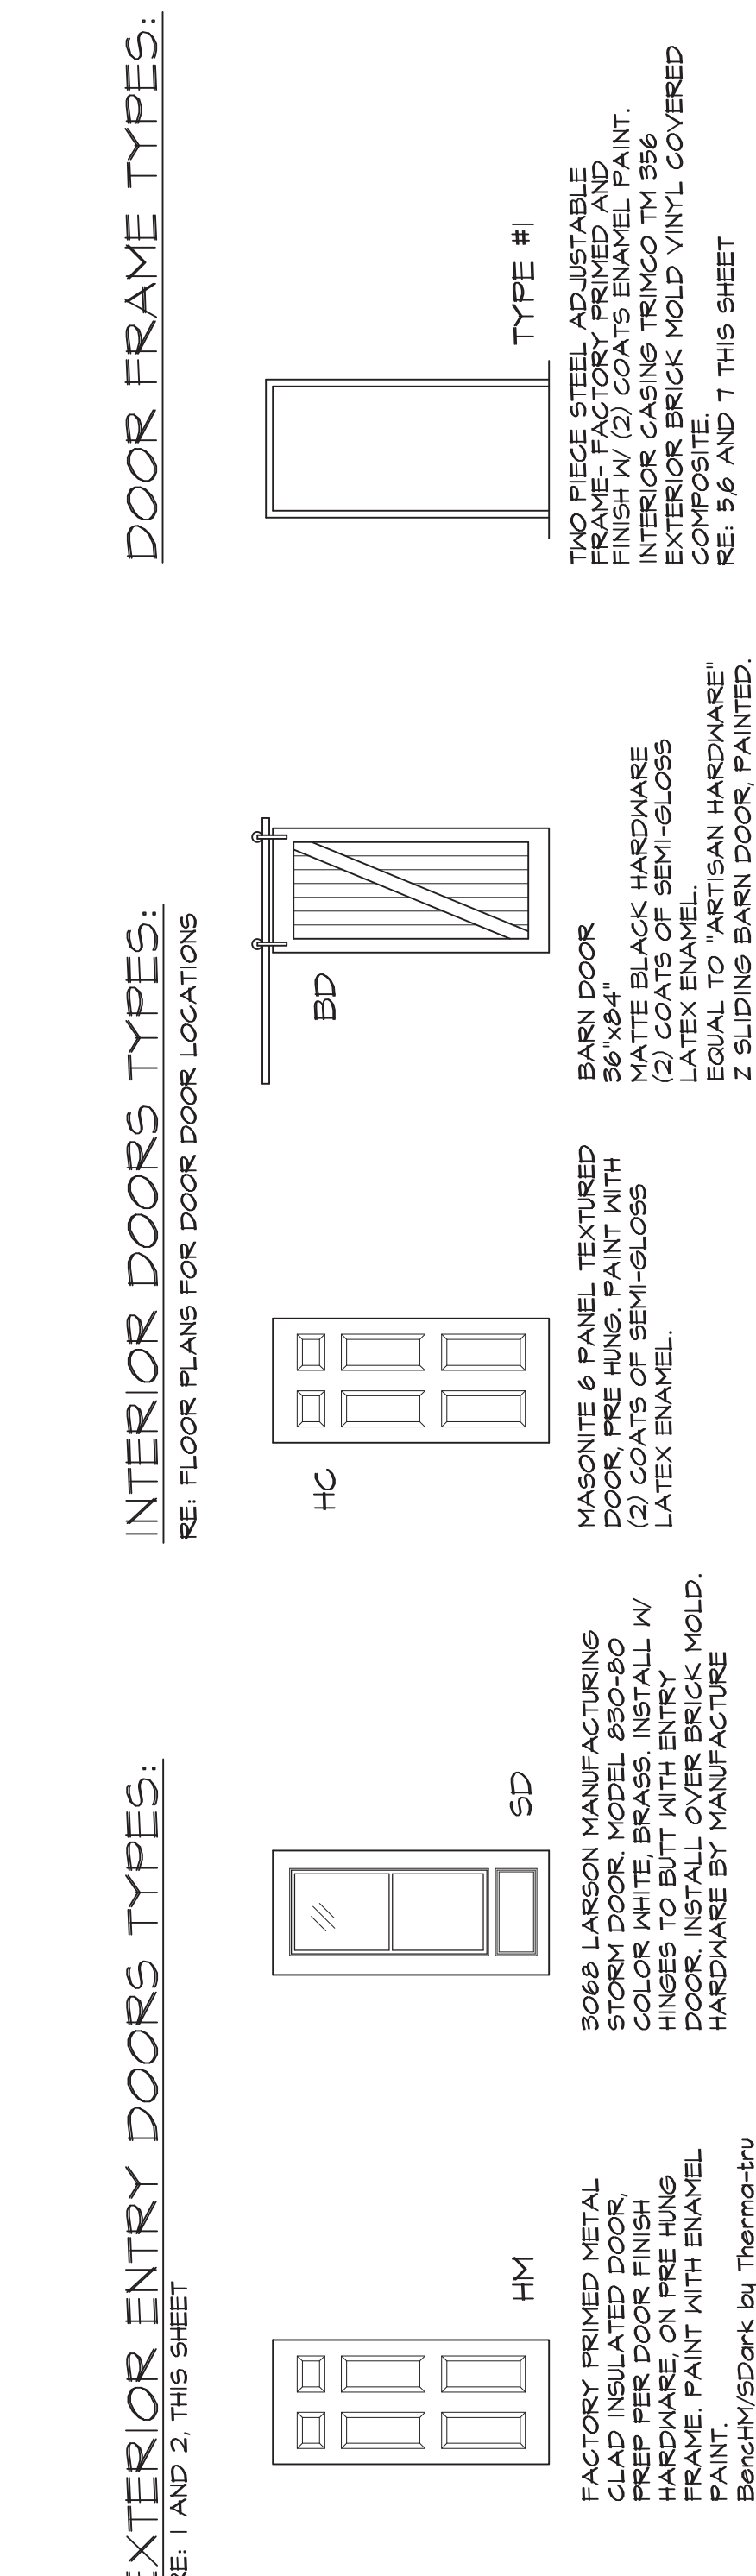 EXTERIOR ENTRY DOORS TYPES:
RE: 1 AND 2, THIS SHEET
HM
FACTORY PRIMED METAL
CLAD INSULATED DOOR,
PREP PER DOOR FINISH
HARDWARE, ON PRE HUNG
FRAME. PAINT WITH ENAMEL
PAINT.
BencHM/SDark by Therma-tru
SD
3068 LARSON MANUFACTURING
STORM DOOR. MODEL 830-80
COLOR WHITE, BRASS. INSTALL W/
HINGES TO BUTT WITH ENTRY
DOOR. INSTALL OVER BRICK MOLD.
HARDWARE BY MANUFACTURE
INTERIOR DOORS TYPES:
RE: FLOOR PLANS FOR DOOR DOOR LOCATIONS
HC
MASONITE 6 PANEL TEXTURED
DOOR, PRE HUNG. PAINT WITH
(2) COATS OF SEMI-GLOSS
LATEX ENAMEL.
BD
BARN DOOR
36"x84"
MATTE BLACK HARDWARE
(2) COATS OF SEMI-GLOSS
LATEX ENAMEL.
EQUAL TO "ARTISAN HARDWARE"
Z SLIDING BARN DOOR, PAINTED.
DOOR FRAME TYPES:
TYPE #1
TWO PIECE STEEL ADJUSTABLE
FRAME- FACTORY PRIMED AND
FINISH W/ (2) COATS ENAMEL PAINT.
INTERIOR CASING TRIMCO TM 356
EXTERIOR BRICK MOLD VINYL COVERED
COMPOSITE.
RE: 5,6 AND 7 THIS SHEET